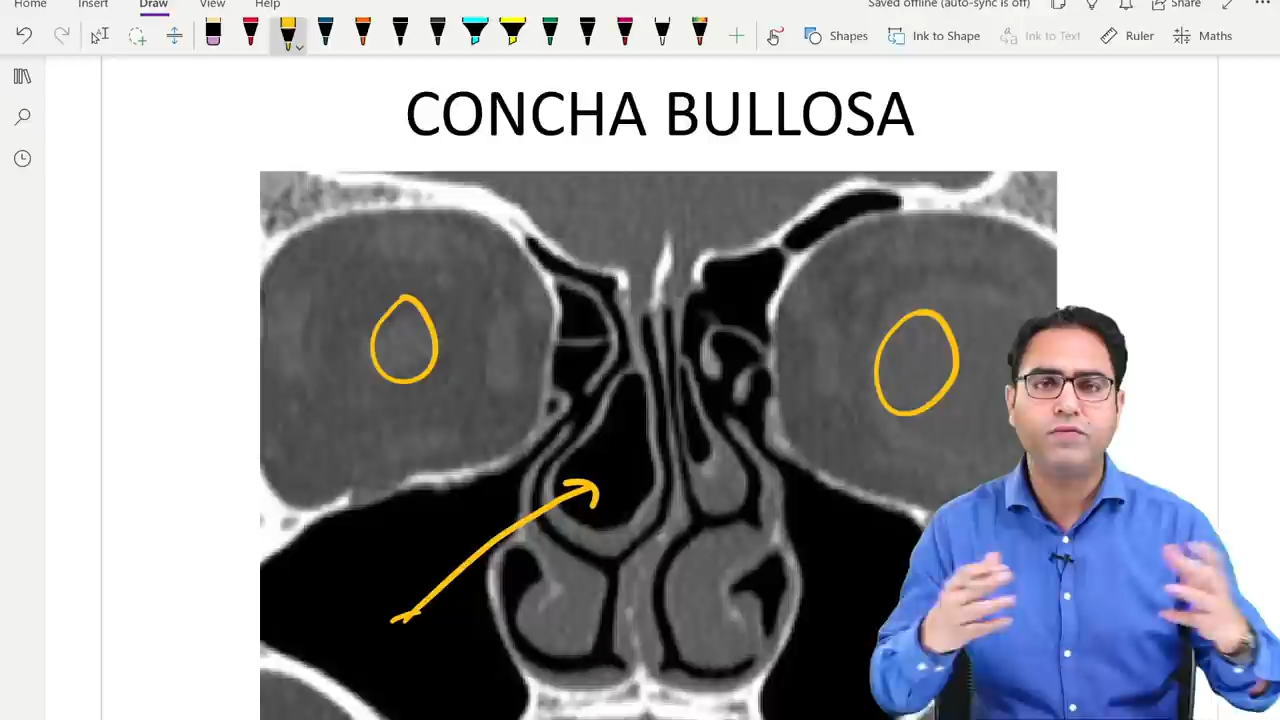 Home Insert Draw View Help Saved offline (auto-sync is off) Share
Shapes Ink to Shape Ink to Text Ruler Maths
CONCHA BULLOSA